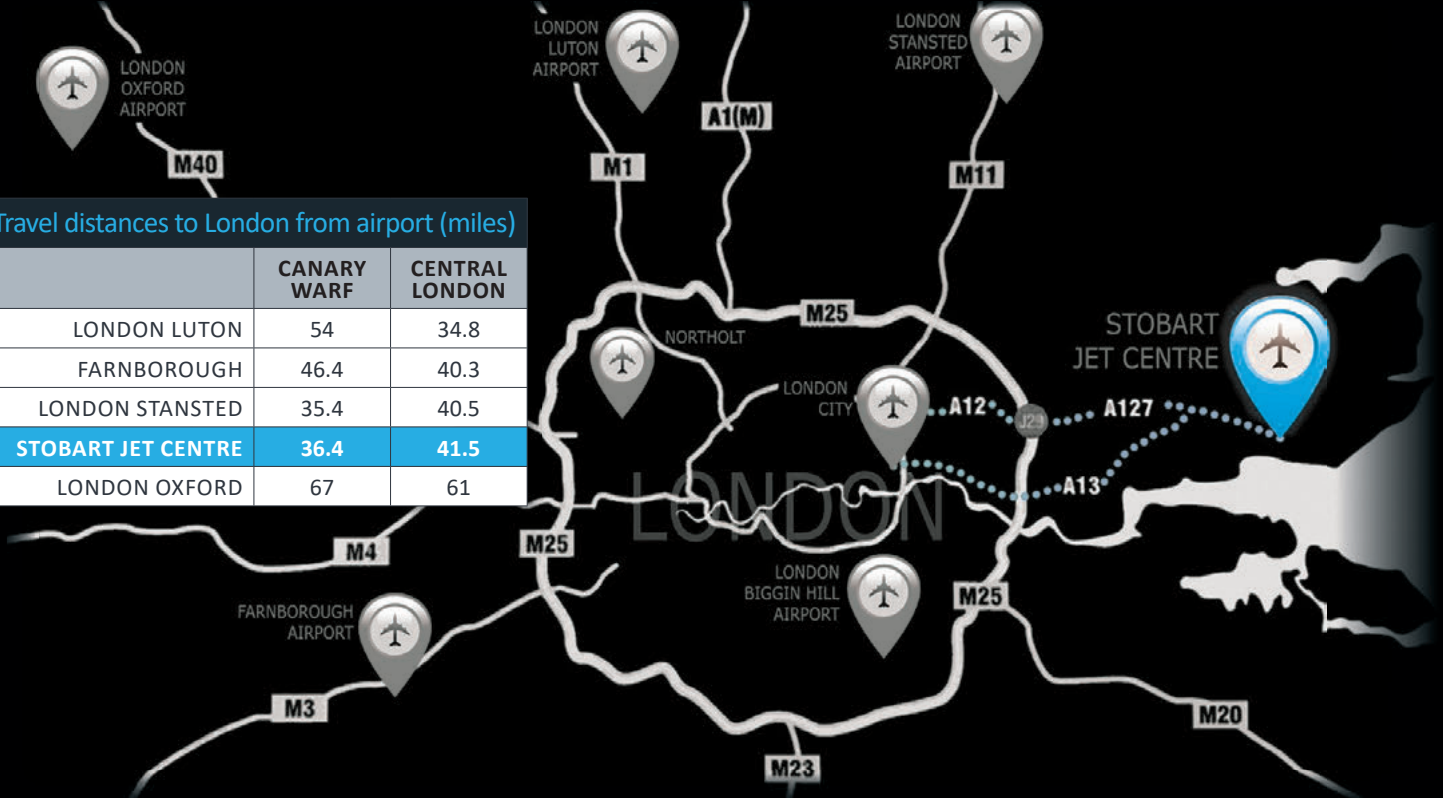 LONDON
OXFORD
AIRPORT
LONDON
LUTON
AIRPORT
LONDON
STANSTED
AIRPORT
M40
M1
A1(M)
M11
Travel distances to London from airport (miles)
CANARY WARF CENTRAL LONDON
LONDON LUTON 54 34.8
FARNBOROUGH 46.4 40.3
LONDON STANSTED 35.4 40.5
STOBART JET CENTRE 36.4 41.5
LONDON OXFORD 67 61
M25
NORTHOLT
STOBART
JET CENTRE
LONDON
CITY
A12
J29
A127
A13
LONDON
M4
M25
LONDON
BIGGIN HILL
AIRPORT
M25
FARNBOROUGH
AIRPORT
M3
M20
M23